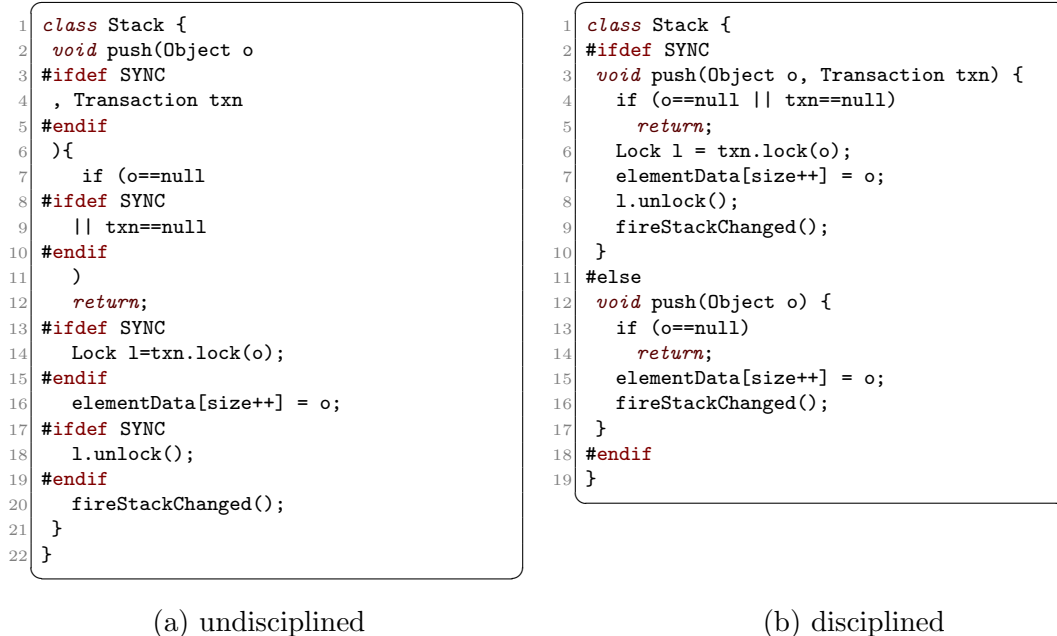 1 class Stack {
2  void push(Object o
3 #ifdef SYNC
4  , Transaction txn
5 #endif
6  ){
7     if (o==null
8 #ifdef SYNC
9    || txn==null
10 #endif
11    )
12    return;
13 #ifdef SYNC
14    Lock l=txn.lock(o);
15 #endif
16    elementData[size++] = o;
17 #ifdef SYNC
18    l.unlock();
19 #endif
20    fireStackChanged();
21  }
22 }
(a) undisciplined
1 class Stack {
2 #ifdef SYNC
3  void push(Object o, Transaction txn) {
4    if (o==null || txn==null)
5      return;
6    Lock l = txn.lock(o);
7    elementData[size++] = o;
8    l.unlock();
9    fireStackChanged();
10  }
11 #else
12  void push(Object o) {
13    if (o==null)
14      return;
15    elementData[size++] = o;
16    fireStackChanged();
17  }
18 #endif
19 }
(b) disciplined